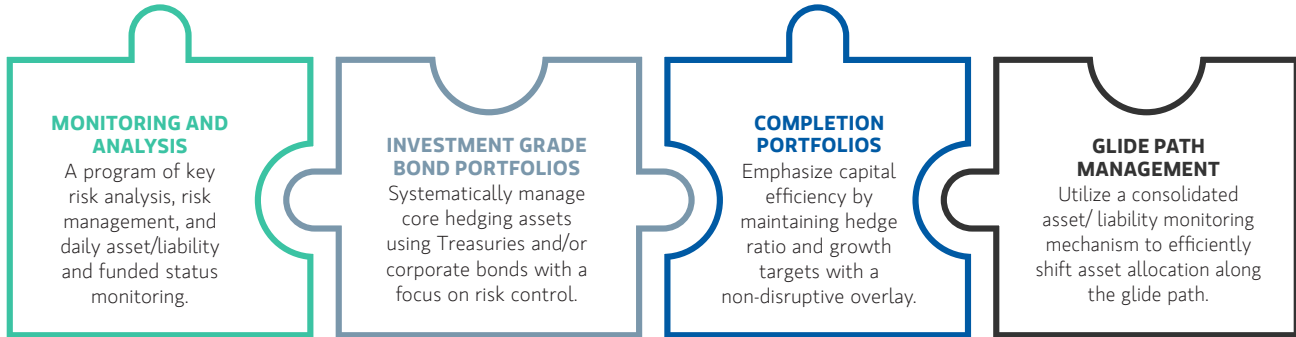 MONITORING AND
ANALYSIS
A program of key
risk analysis, risk
management, and
daily asset/liability
and funded status
monitoring.
INVESTMENT GRADE
BOND PORTFOLIOS
Systematically manage
core hedging assets
using Treasuries and/or
corporate bonds with a
focus on risk control.
COMPLETION
PORTFOLIOS
Emphasize capital
efficiency by
maintaining hedge
ratio and growth
targets with a
non-disruptive overlay.
GLIDE PATH
MANAGEMENT
Utilize a consolidated
asset/ liability monitoring
mechanism to efficiently
shift asset allocation along
the glide path.